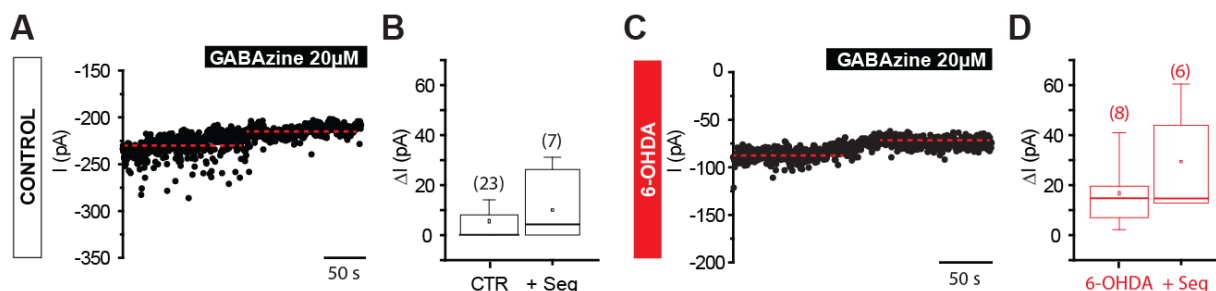 A
CONTROL
I (pA)
-150
-200
-250
-300
-350
GABAzine 20µM
50 s
B
ΔI (pA)
60
40
20
0
(23)
(7)
CTR + Seg
C
6-OHDA
I (pA)
0
-50
-100
-150
-200
GABAzine 20µM
50 s
D
ΔI (pA)
60
40
20
0
(8)
(6)
6-OHDA + Seg